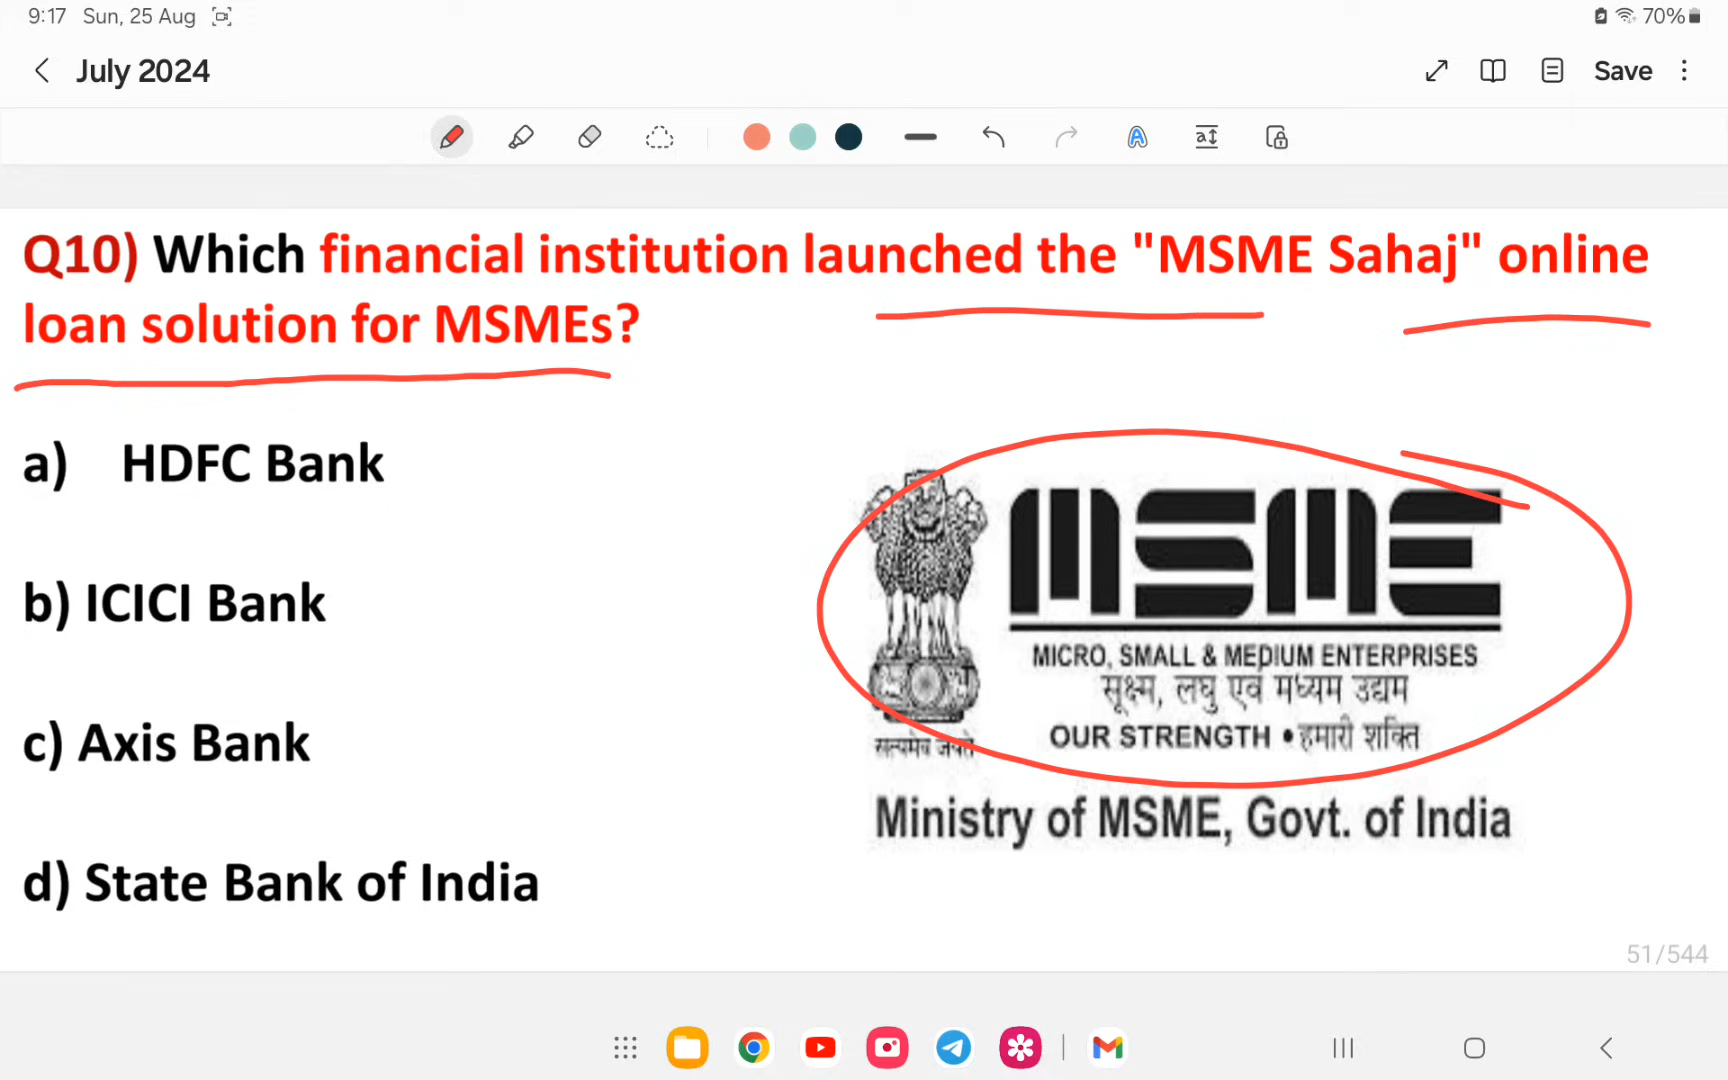 9:17 Sun, 25 Aug
70%
July 2024
Save
Q10) Which financial institution launched the "MSME Sahaj" online
loan solution for MSMEs?
a) HDFC Bank
b) ICICI Bank
c) Axis Bank
d) State Bank of India
MSME
MICRO, SMALL & MEDIUM ENTERPRISES
सूक्ष्म, लघु एवं मध्यम उद्यम
OUR STRENGTH • हमारी शक्ति
सत्यमेव जयते
Ministry of MSME, Govt. of India
51/544